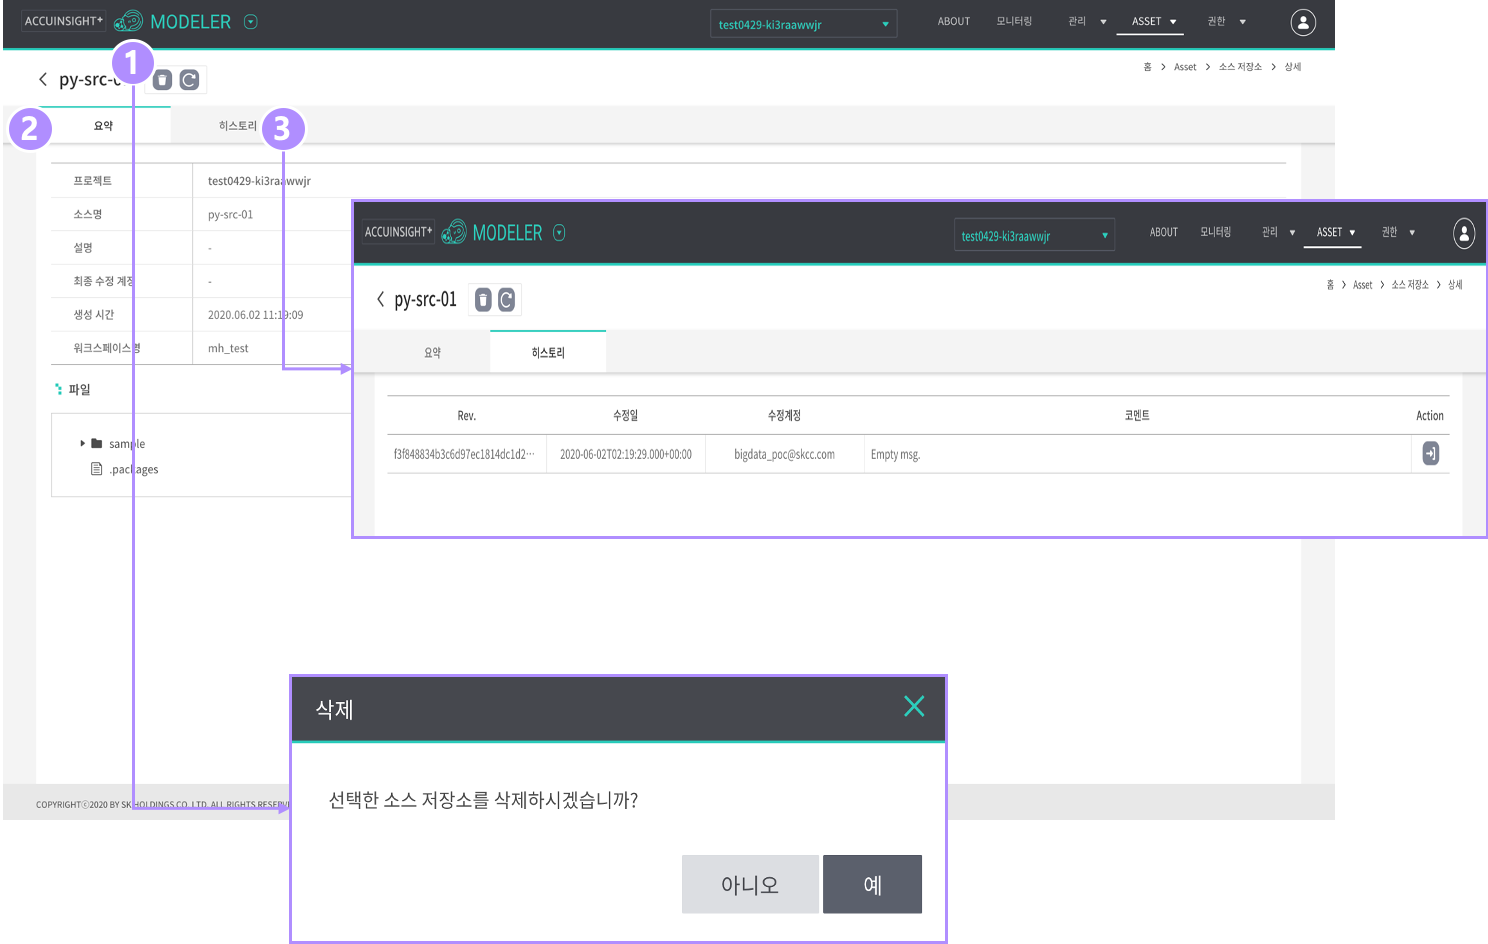 ACCUINSIGHT+ MODELER
test0429-ki3raawwjr
ABOUT 모니터링 관리 ASSET 권한
1
py-src-0
홈 > Asset > 소스 저장소 > 상세
2 요약 히스토리 3
프로젝트 test0429-ki3raawwjr
소스명 py-src-01
설명 -
최종 수정 계정 -
생성 시간 2020.06.02 11:19:09
워크스페이스명 mh_test
파일
sample
.packages
ACCUINSIGHT+ MODELER
test0429-ki3raawwjr
ABOUT 모니터링 관리 ASSET 권한
py-src-01
홈 > Asset > 소스 저장소 > 상세
요약 히스토리
Rev. 수정일 수정계정 코멘트 Action
f3f848834b3c6d97ec1814dc1d2··· 2020-06-02T02:19:29.000+00:00 bigdata_poc@skcc.com Empty msg.
삭제
선택한 소스 저장소를 삭제하시겠습니까?
아니오 예
COPYRIGHTⓒ2020 BY SK HOLDINGS CO. LTD. ALL RIGHTS RESERV